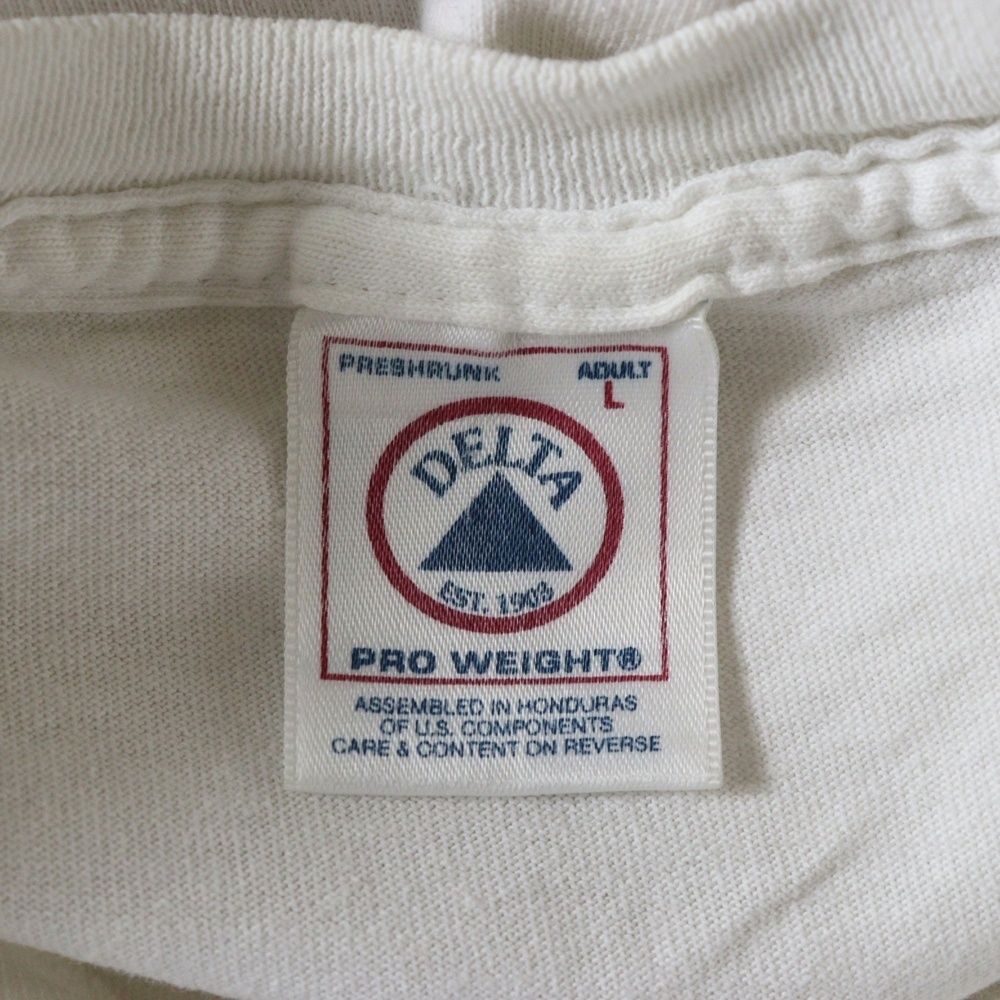 PRESHRUNK ADULT
L
DELTA
EST. 1903
PRO WEIGHT®
ASSEMBLED IN HONDURAS
OF U.S. COMPONENTS
CARE & CONTENT ON REVERSE